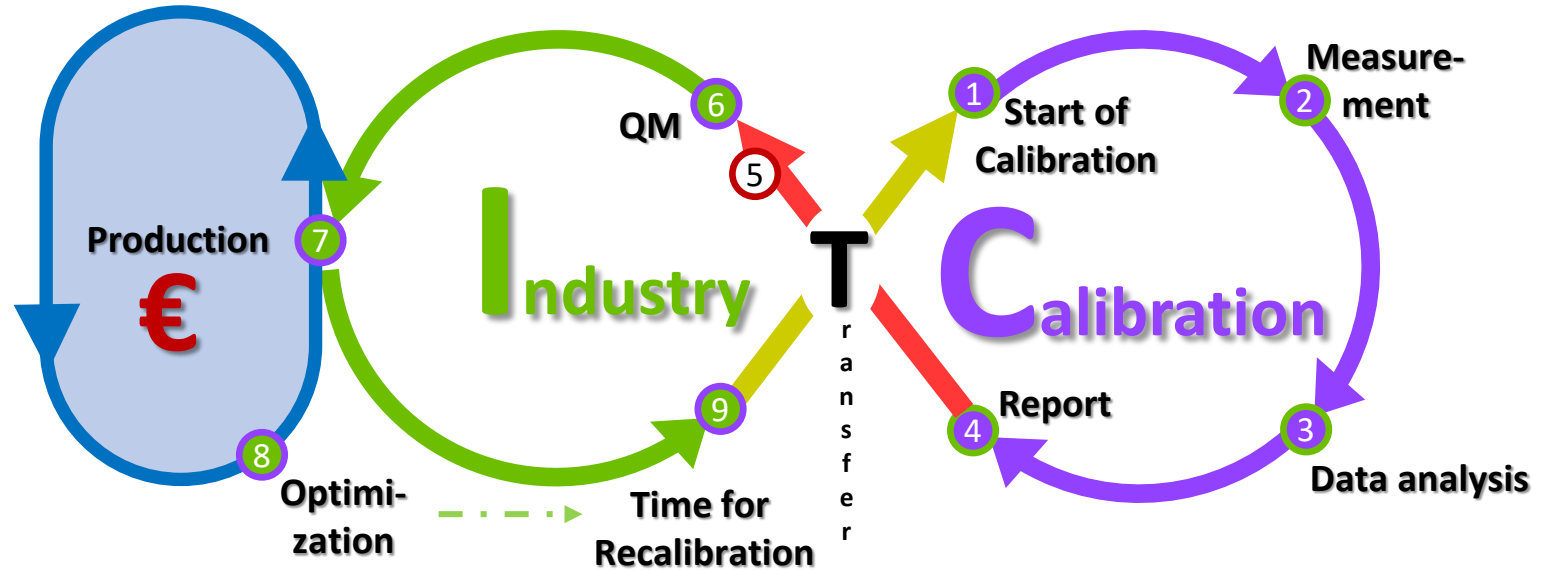 1
Start of
Calibration
2
Measure-
ment
3
Data analysis
4
Report
5
6
QM
7
Production
€
8
Optimi-
zation
9
Time for
Recalibration
Industry
Transfer
Calibration